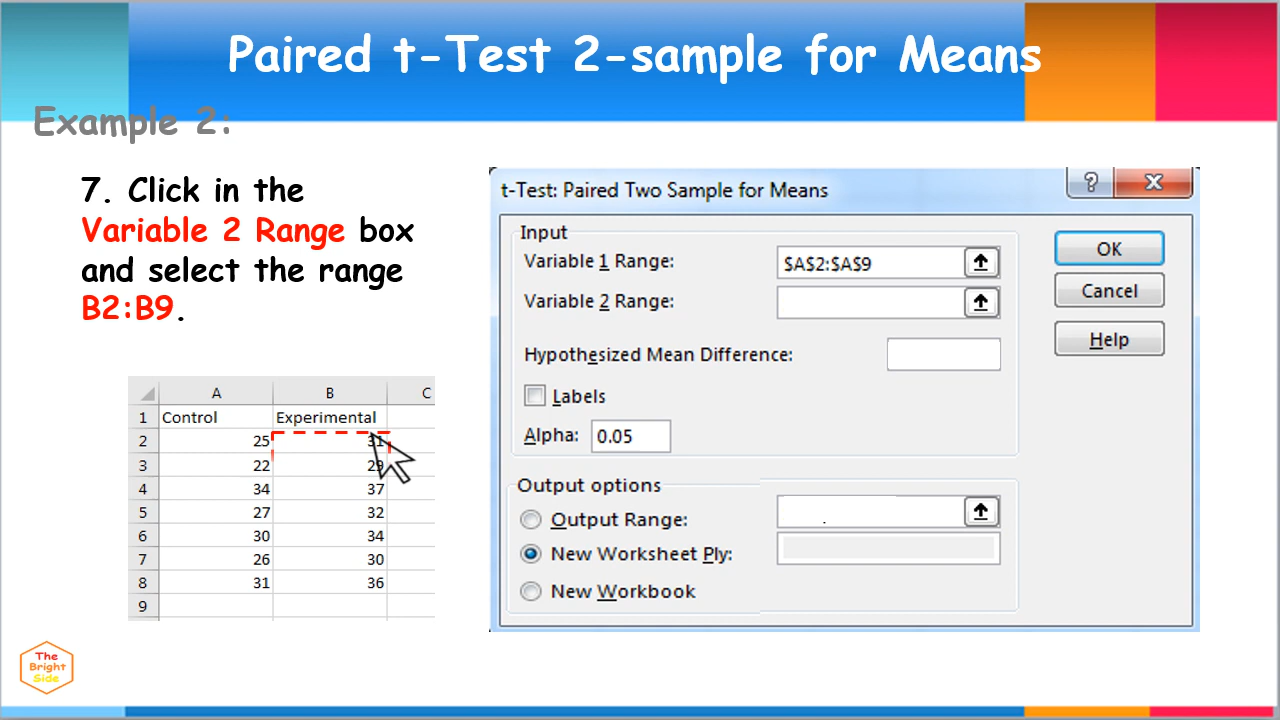 Paired t-Test 2-sample for Means
Example 2:
7. Click in the
Variable 2 Range box
and select the range
B2:B9.
A B C
1 Control Experimental
2 25 31
3 22 29
4 34 37
5 27 32
6 30 34
7 26 30
8 31 36
9
t-Test: Paired Two Sample for Means
?
Input
Variable 1 Range: $A$2:$A$9
Variable 2 Range:
Hypothesized Mean Difference:
Labels
Alpha: 0.05
OK
Cancel
Help
Output options
Output Range: .
New Worksheet Ply:
New Workbook
The
Bright
Side